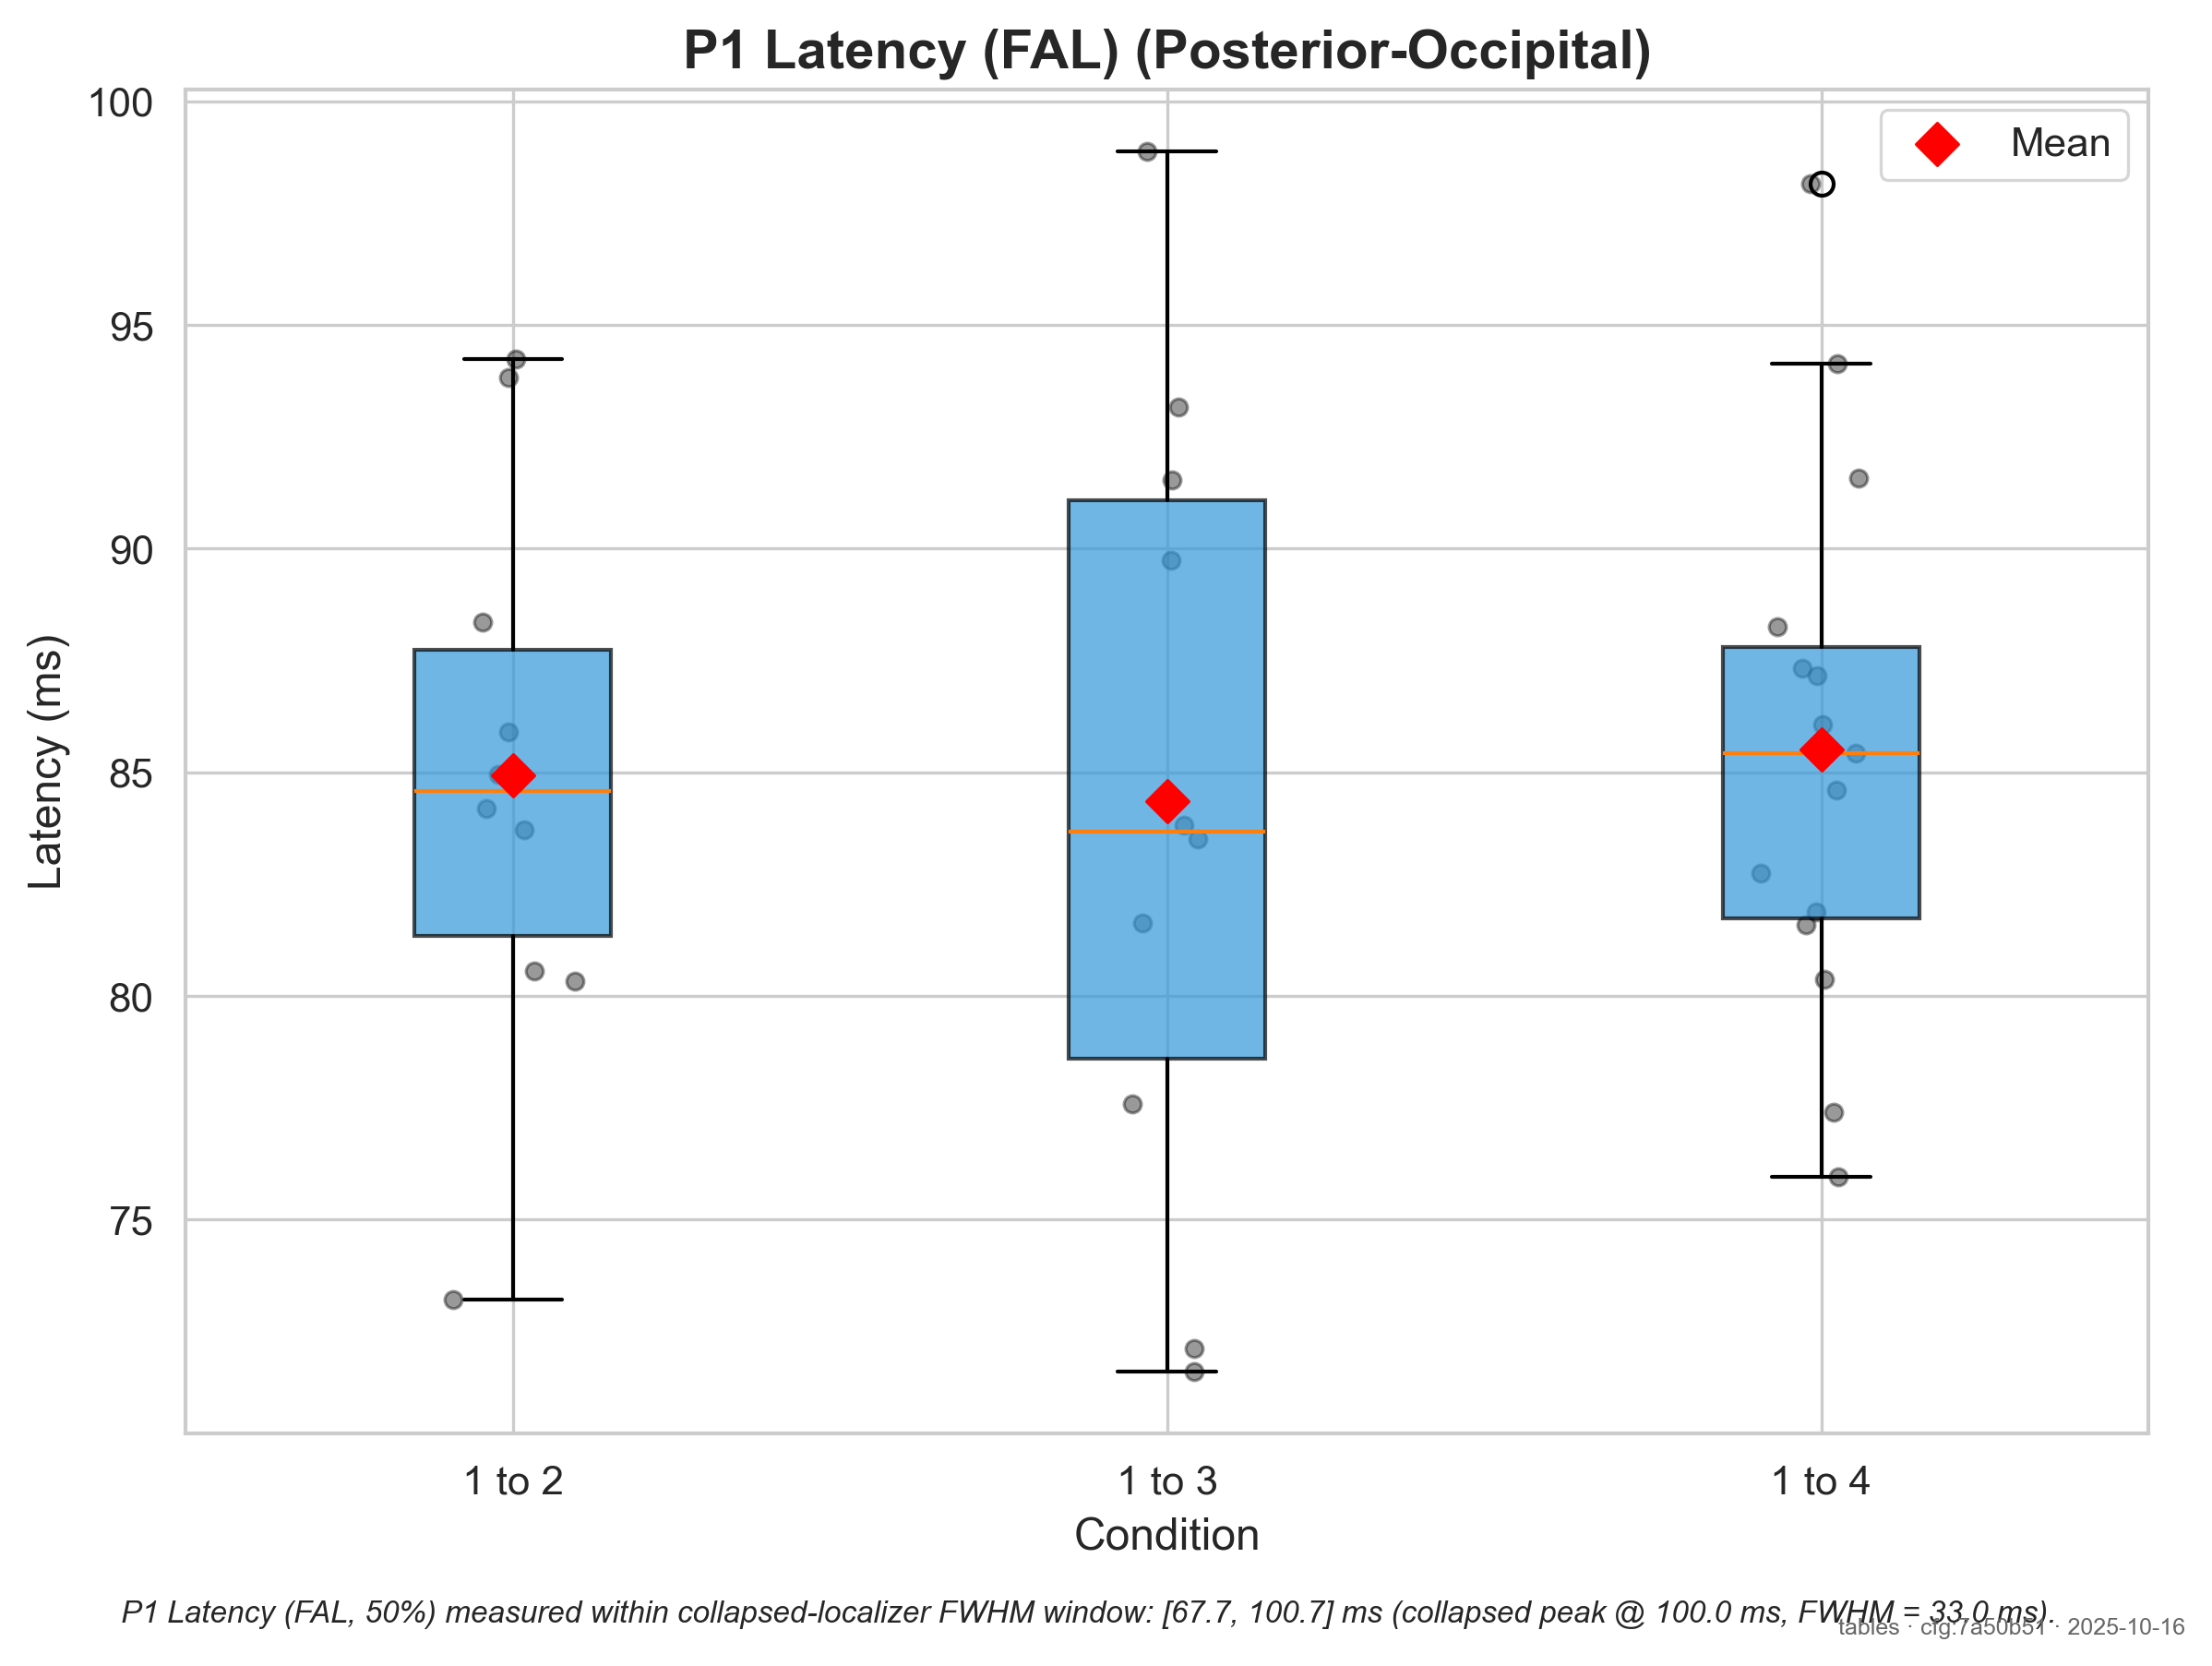 P1 Latency (FAL) (Posterior-Occipital)
100
95
90
85
80
75
Latency (ms)
Mean
1 to 2
1 to 3
1 to 4
Condition
P1 Latency (FAL, 50%) measured within collapsed-localizer FWHM window: [67.7, 100.7] ms (collapsed peak @ 100.0 ms, FWHM = 33.0 ms).
tables · cfg:7a50b51 · 2025-10-16